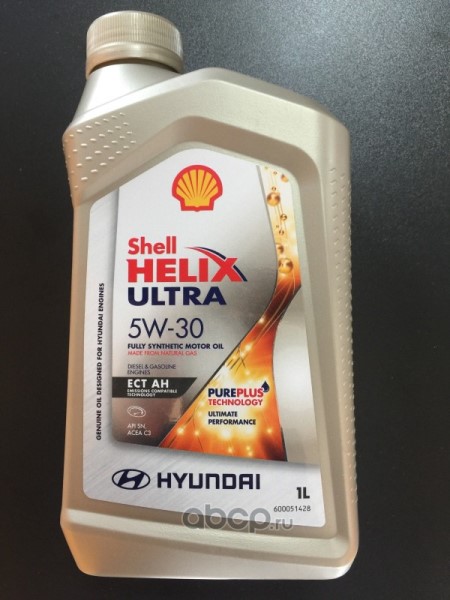 Shell
HELIX
ULTRA
5W-30
FULLY SYNTHETIC MOTOR OIL
MADE FROM NATURAL GAS
DIESEL & GASOLINE
ENGINES
ECT AH
EMISSIONS COMPATIBLE
TECHNOLOGY
API SN,
ACEA C3
PUREPLUS
TECHNOLOGY
ULTIMATE
PERFORMANCE
GENUINE OIL DESIGNED FOR HYUNDAI ENGINES
HYUNDAI
1L
600051428
abcp.ru